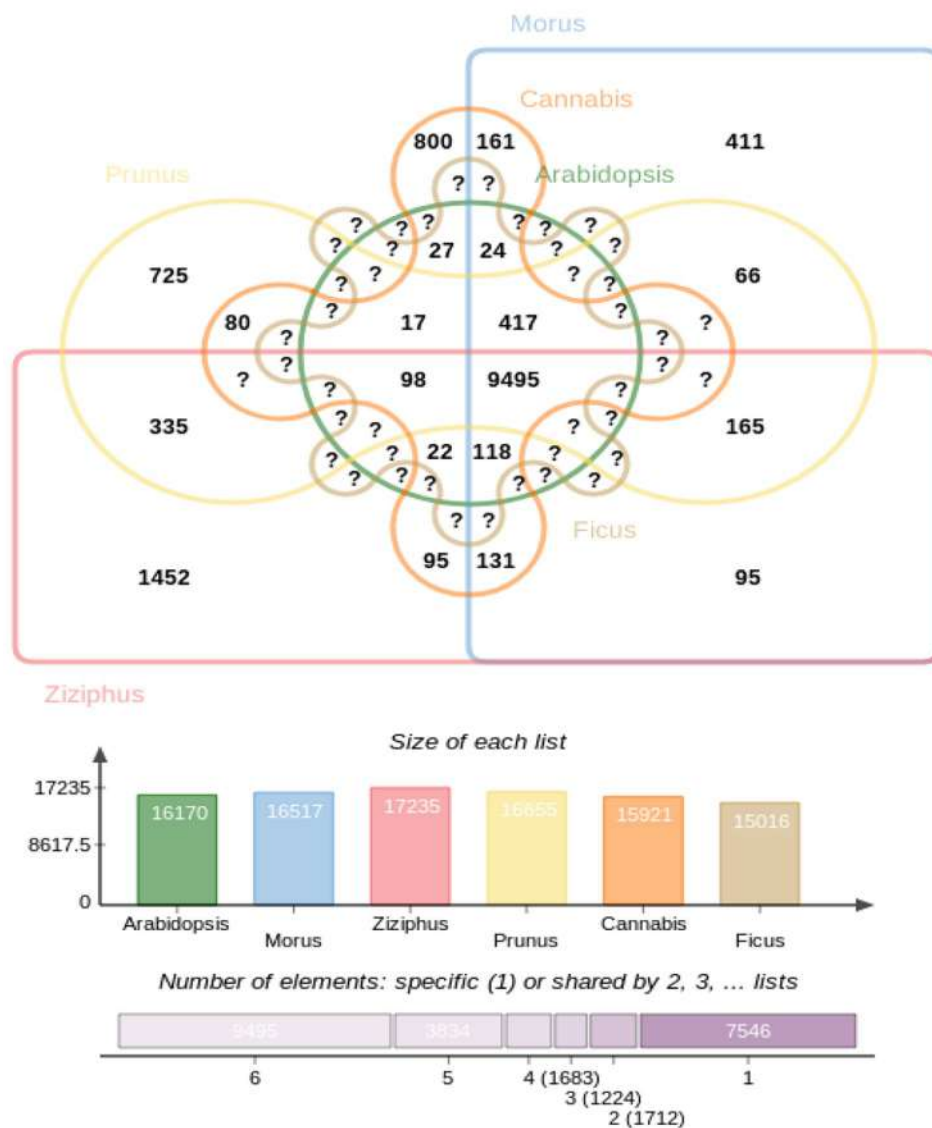 Morus
Cannabis
800 161 411
Prunus Arabidopsis
? ?
? ? ? ? ? ? ?
? ? 27 24 ? ?
725 ? ? ? ? 66
80 ? ? 17 417 ? ? ?
? ? 98 9495 ? ?
? ? ? ?
335 ? ? 165
? ? 22 118 ? ?
? ? ? ? ? ?
? ? Ficus
95 131
1452 95
Ziziphus
Size of each list
17235
8617.5
0
16170 16517 17235 16655 15921 15016
Arabidopsis Morus Ziziphus Prunus Cannabis Ficus
Number of elements: specific (1) or shared by 2, 3, ... lists
9495 3834 7546
6 5 4 (1683) 1
3 (1224)
2 (1712)